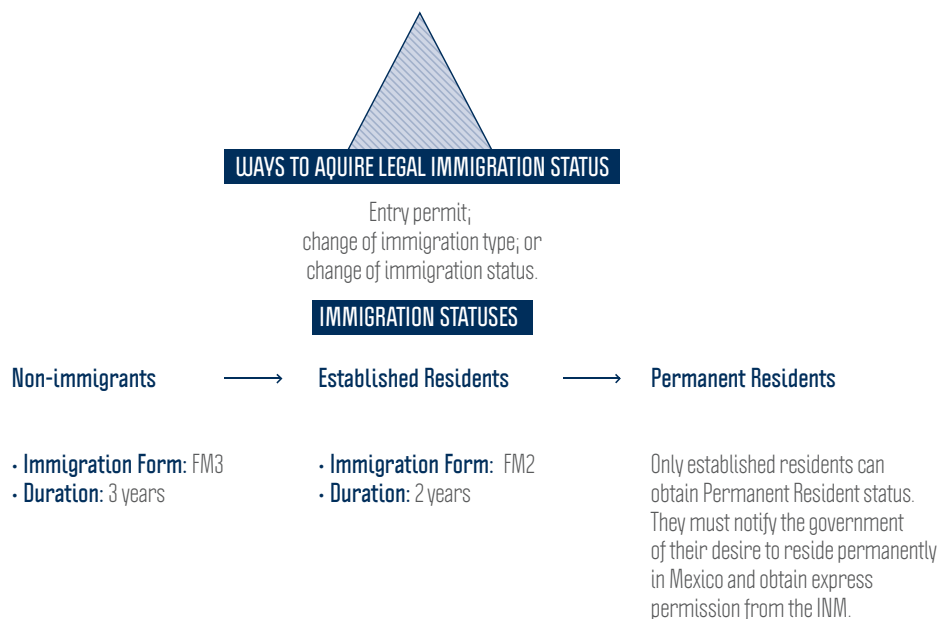 WAYS TO AQUIRE LEGAL IMMIGRATION STATUS
Entry permit;
change of immigration type; or
change of immigration status.
IMMIGRATION STATUSES
Non-immigrants
Established Residents
Permanent Residents
• Immigration Form: FM3
• Duration: 3 years
• Immigration Form: FM2
• Duration: 2 years
Only established residents can
obtain Permanent Resident status.
They must notify the government
of their desire to reside permanently
in Mexico and obtain express
permission from the INM.